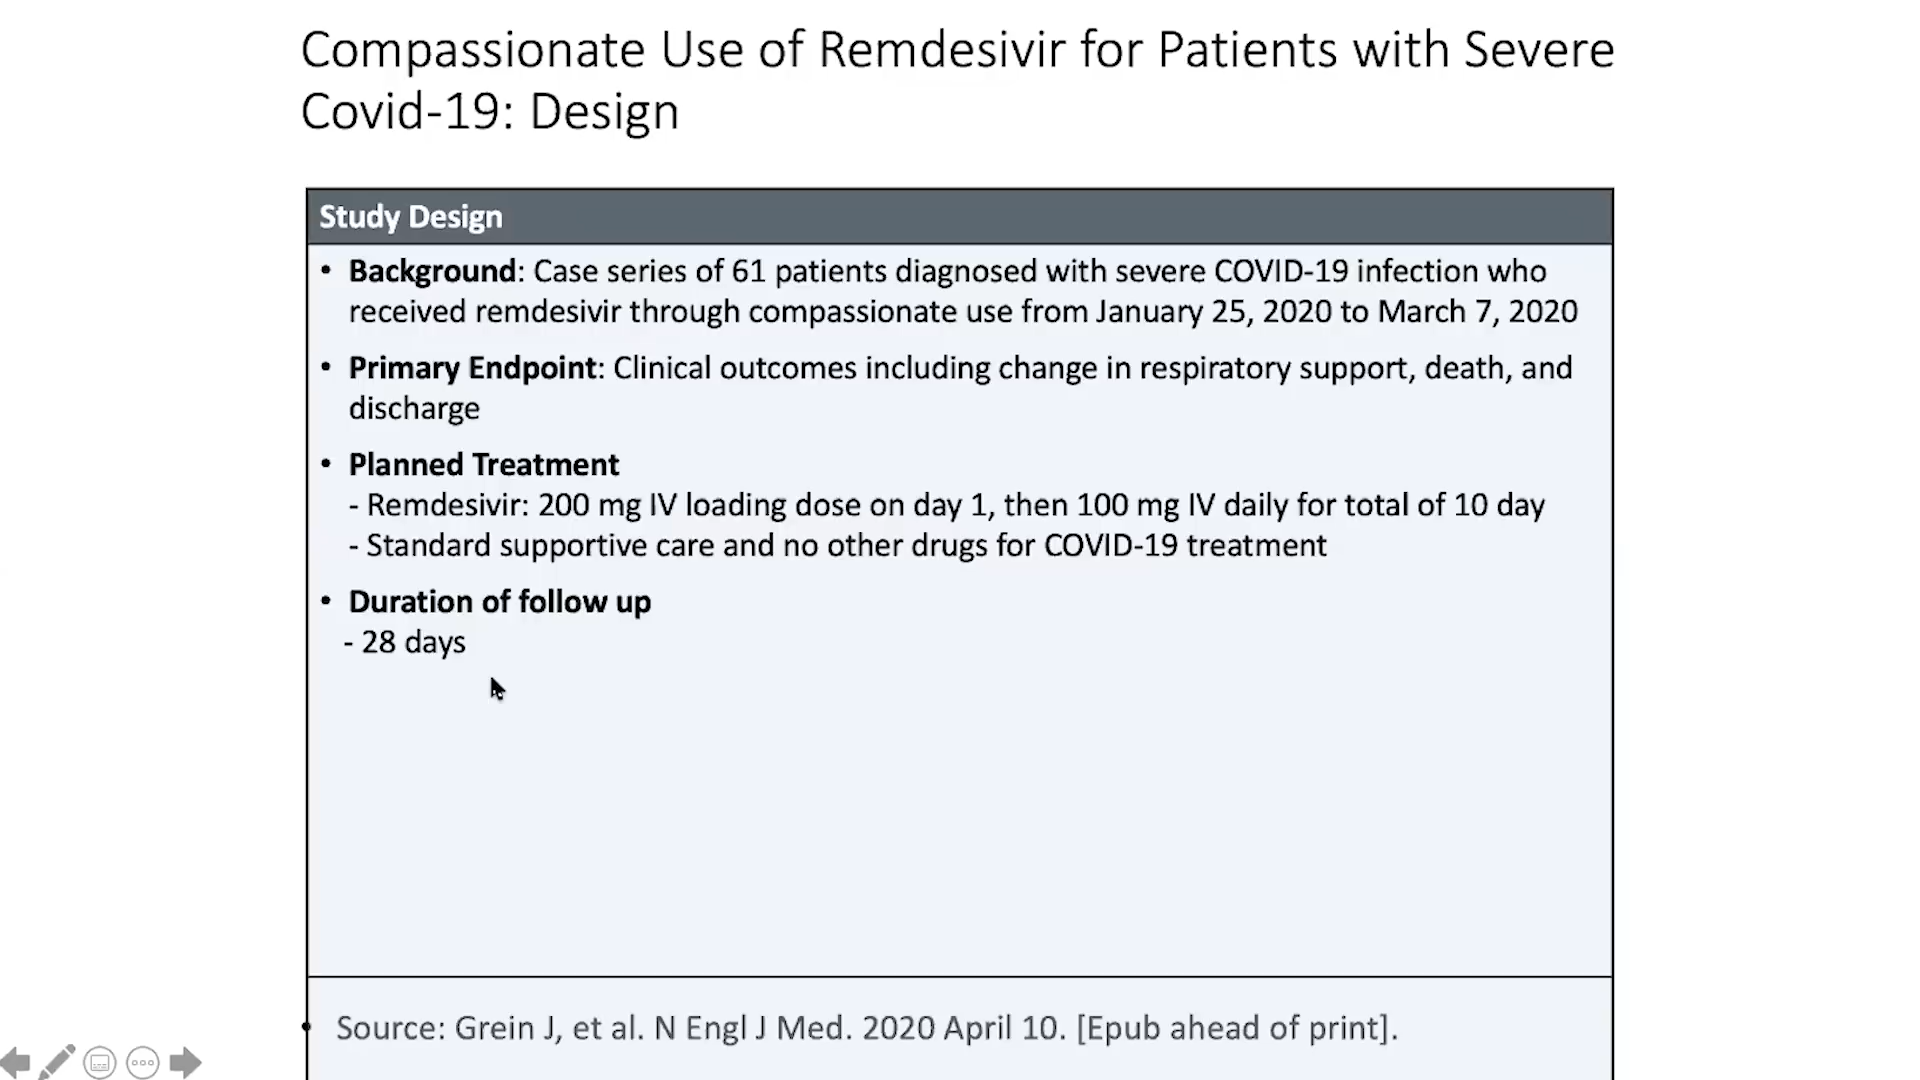 Compassionate Use of Remdesivir for Patients with Severe
Covid-19: Design
Study Design
• Background: Case series of 61 patients diagnosed with severe COVID-19 infection who
received remdesivir through compassionate use from January 25, 2020 to March 7, 2020
• Primary Endpoint: Clinical outcomes including change in respiratory support, death, and
discharge
• Planned Treatment
- Remdesivir: 200 mg IV loading dose on day 1, then 100 mg IV daily for total of 10 day
- Standard supportive care and no other drugs for COVID-19 treatment
• Duration of follow up
- 28 days
• Source: Grein J, et al. N Engl J Med. 2020 April 10. [Epub ahead of print].